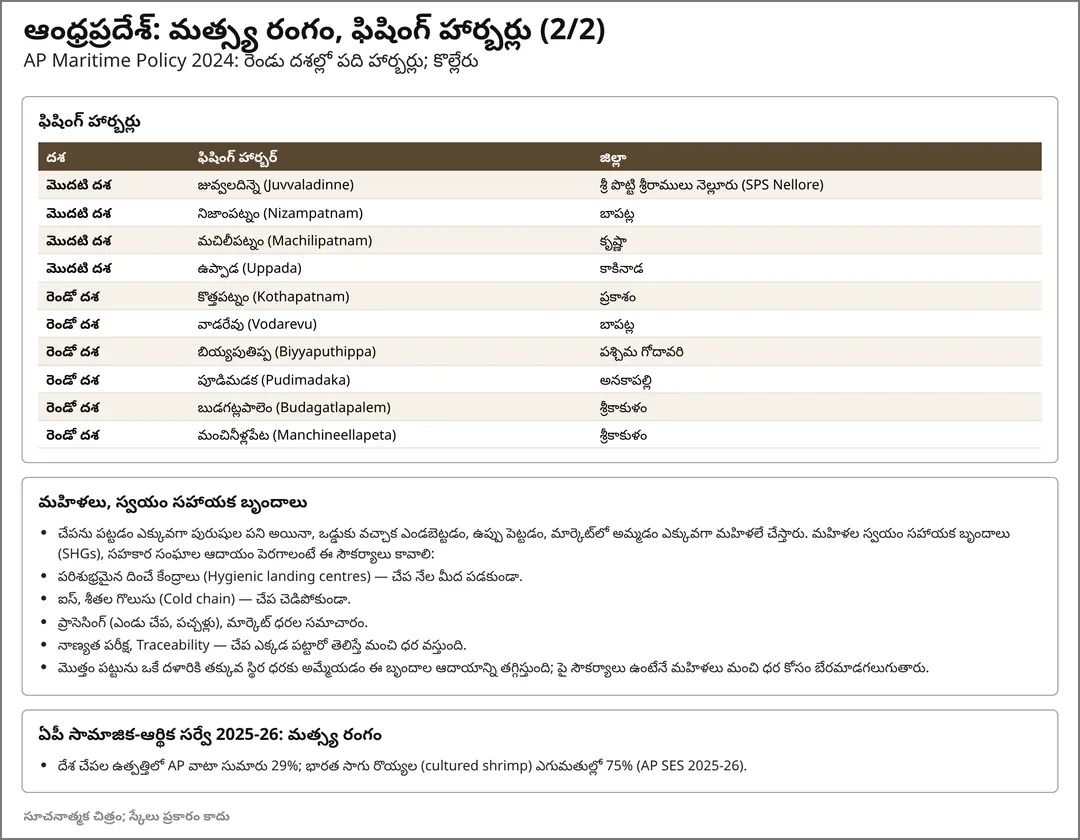 ఆంధ్రప్రదేశ్: మత్స్య రంగం, ఫిషింగ్ హార్బర్లు (2/2)
AP Maritime Policy 2024: రెండు దశల్లో పది హార్బర్లు; కొల్లేరు
ఫిషింగ్ హార్బర్లు
దశ ఫిషింగ్ హార్బర్ జిల్లా
మొదటి దశ జువ్వలదిన్నె (Juvvaladinne) శ్రీ పొట్టి శ్రీరాములు నెల్లూరు (SPS Nellore)
మొదటి దశ నిజాంపట్నం (Nizampatnam) బాపట్ల
మొదటి దశ మచిలీపట్నం (Machilipatnam) కృష్ణా
మొదటి దశ ఉప్పాడ (Uppada) కాకినాడ
రెండో దశ కొత్తపట్నం (Kothapatnam) ప్రకాశం
రెండో దశ వాడరేవు (Vodarevu) బాపట్ల
రెండో దశ బియ్యపుతిప్ప (Biyyaputhippa) పశ్చిమ గోదావరి
రెండో దశ పూడిమడక (Pudimadaka) అనకాపల్లి
రెండో దశ బుడగట్లపాలెం (Budagatlapalem) శ్రీకాకుళం
రెండో దశ మంచినీళ్లపేట (Manchineellapeta) శ్రీకాకుళం
మహిళలు, స్వయం సహాయక బృందాలు
• చేపను పట్టడం ఎక్కువగా పురుషుల పని అయినా, ఒడ్డుకు వచ్చాక ఎండబెట్టడం, ఉప్పు పెట్టడం, మార్కెట్‌లో అమ్మడం ఎక్కువగా మహిళలే చేస్తారు. మహిళల స్వయం సహాయక బృందాలు
(SHGs), సహకార సంఘాల ఆదాయం పెరగాలంటే ఈ సౌకర్యాలు కావాలి:
• పరిశుభ్రమైన దించే కేంద్రాలు (Hygienic landing centres) — చేప నేల మీద పడకుండా.
• ఐస్, శీతల గొలుసు (Cold chain) — చేప చెడిపోకుండా.
• ప్రాసెసింగ్ (ఎండు చేప, పచ్చళ్లు), మార్కెట్ ధరల సమాచారం.
• నాణ్యత పరీక్ష, Traceability — చేప ఎక్కడ పట్టారో తెలిస్తే మంచి ధర వస్తుంది.
• మొత్తం పట్టును ఒకే దళారికి తక్కువ స్థిర ధరకు అమ్మేయడం ఈ బృందాల ఆదాయాన్ని తగ్గిస్తుంది; పై సౌకర్యాలు ఉంటేనే మహిళలు మంచి ధర కోసం బేరమాడగలుగుతారు.
ఏపీ సామాజిక-ఆర్థిక సర్వే 2025-26: మత్స్య రంగం
• దేశ చేపల ఉత్పత్తిలో AP వాటా సుమారు 29%; భారత సాగు రొయ్యల (cultured shrimp) ఎగుమతుల్లో 75% (AP SES 2025-26).
సూచనాత్మక చిత్రం; స్కేలు ప్రకారం కాదు